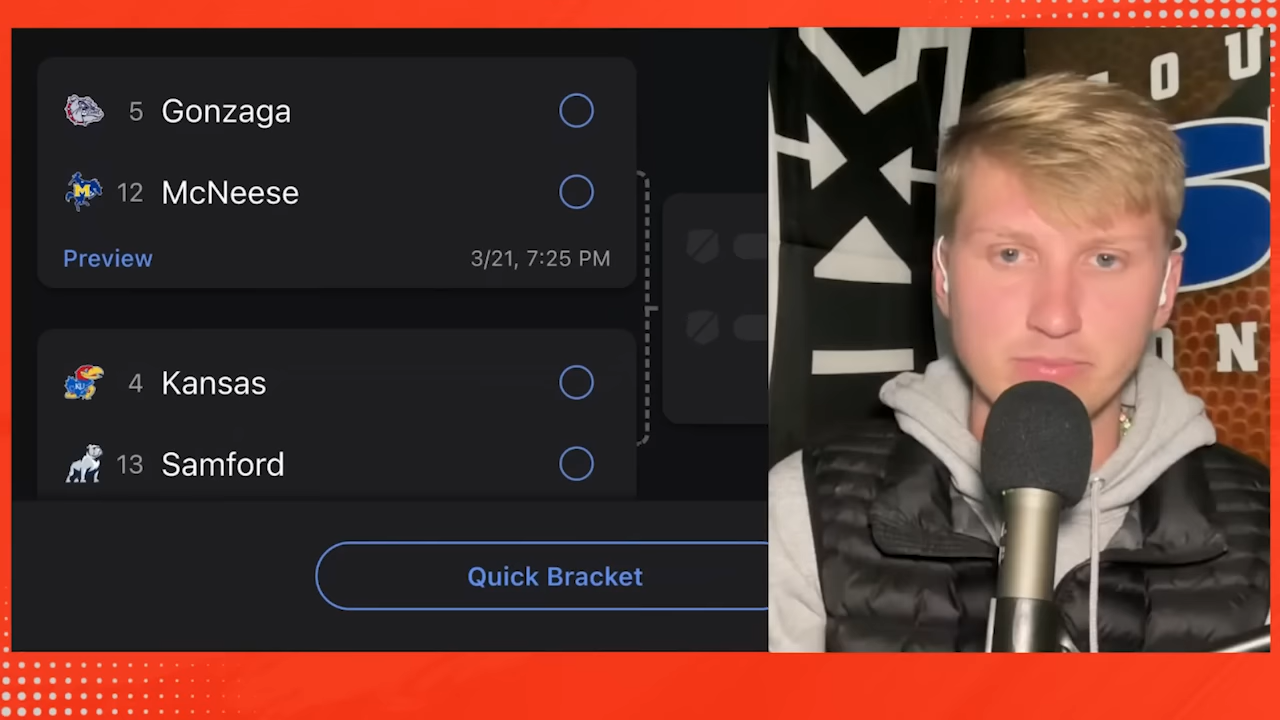 5 Gonzaga
12 McNeese
Preview 3/21, 7:25 PM
4 Kansas
13 Samford
Quick Bracket